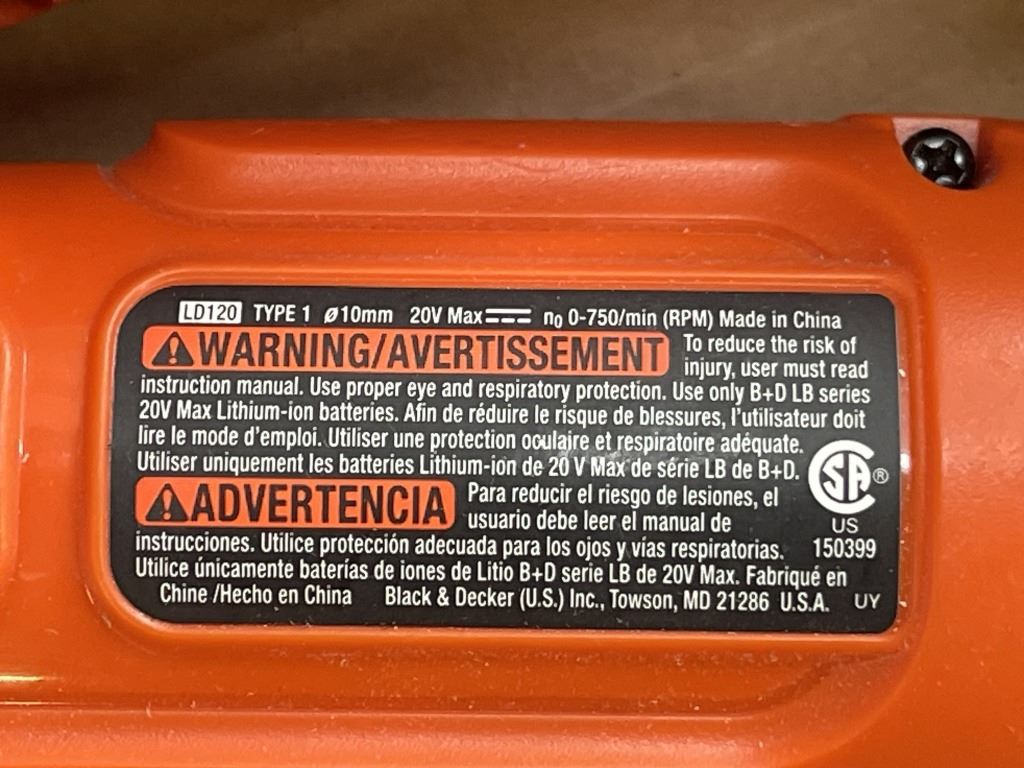 LD120 TYPE 1 ø10mm 20V Max n0 0-750/min (RPM) Made in China
WARNING/AVERTISSEMENT To reduce the risk of
injury, user must read
instruction manual. Use proper eye and respiratory protection. Use only B+D LB series
20V Max Lithium-ion batteries. Afin de réduire le risque de blessures, l'utilisateur doit
lire le mode d'emploi. Utiliser une protection oculaire et respiratoire adéquate.
Utiliser uniquement les batteries Lithium-ion de 20 V Max de série LB de B+D.
ADVERTENCIA Para reducir el riesgo de lesiones, el
usuario debe leer el manual de
instrucciones. Utilice protección adecuada para los ojos y vías respiratorias.
Utilice únicamente baterías de iones de Litio B+D serie LB de 20V Max. Fabriqué en
Chine /Hecho en China Black & Decker (U.S.) Inc., Towson, MD 21286 U.S.A. UY
CSA ®
US
150399